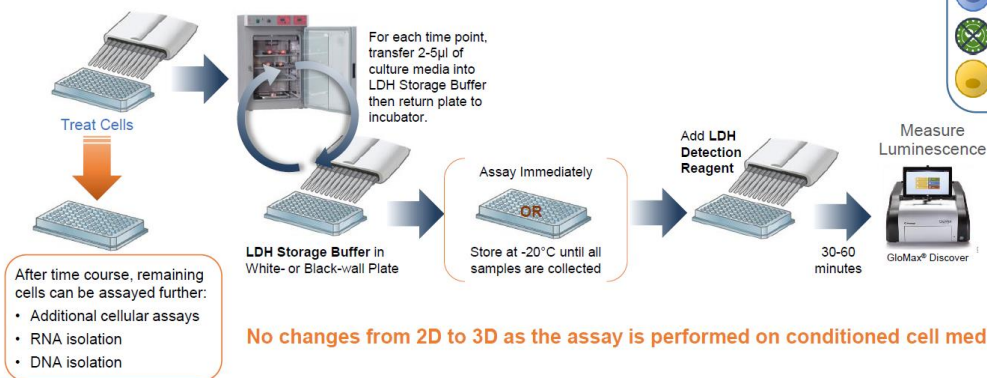 For each time point,
transfer 2-5µl of
culture media into
LDH Storage Buffer
then return plate to
incubator.
Treat Cells
Add LDH
Detection
Reagent
Measure
Luminescence
Assay Immediately
OR
Store at -20°C until all
samples are collected
LDH Storage Buffer in
White- or Black-wall Plate
30-60
minutes
GloMax® Discover
After time course, remaining
cells can be assayed further:
• Additional cellular assays
• RNA isolation
• DNA isolation
No changes from 2D to 3D as the assay is performed on conditioned cell med